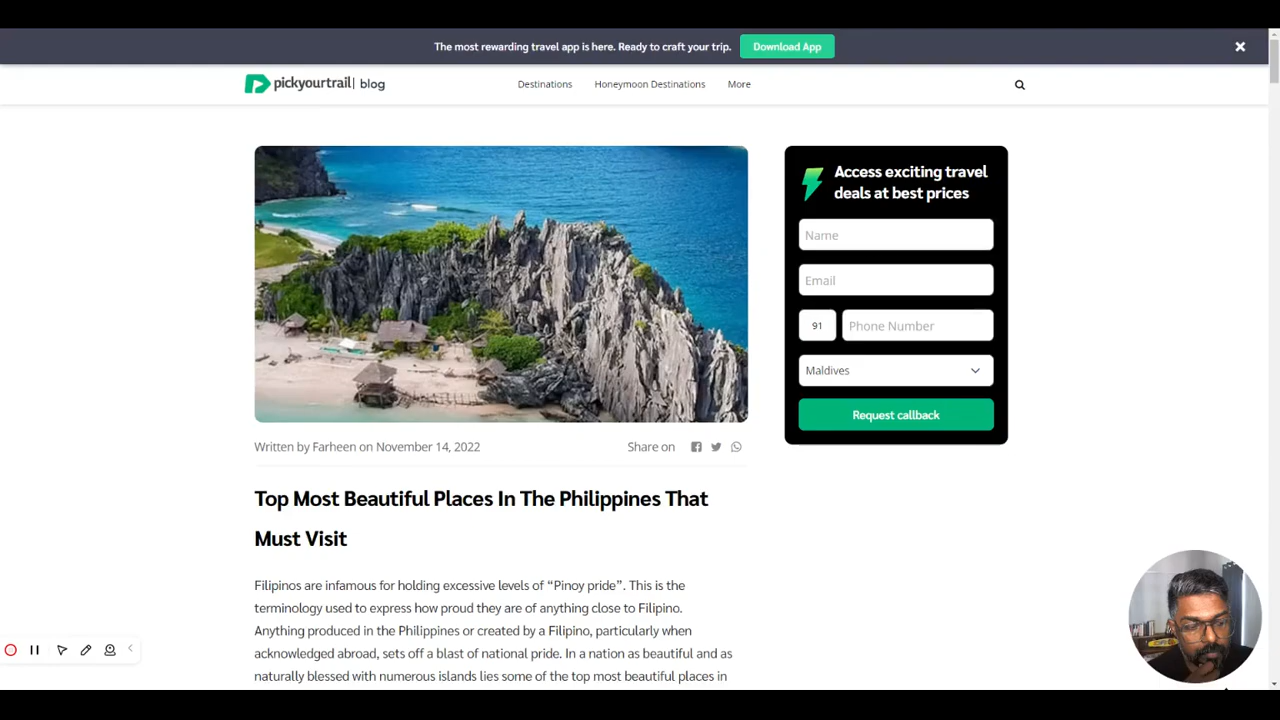 The most rewarding travel app is here. Ready to craft your trip.
Download App
pickyourtrail| blog
Destinations
Honeymoon Destinations
More
Access exciting travel
deals at best prices
Name
Email
91
Phone Number
Maldives
Request callback
Written by Farheen on November 14, 2022
Share on
Top Most Beautiful Places In The Philippines That
Must Visit
Filipinos are infamous for holding excessive levels of “Pinoy pride”. This is the
terminology used to express how proud they are of anything close to Filipino.
Anything produced in the Philippines or created by a Filipino, particularly when
acknowledged abroad, sets off a blast of national pride. In a nation as beautiful and as
naturally blessed with numerous islands lies some of the top most beautiful places in